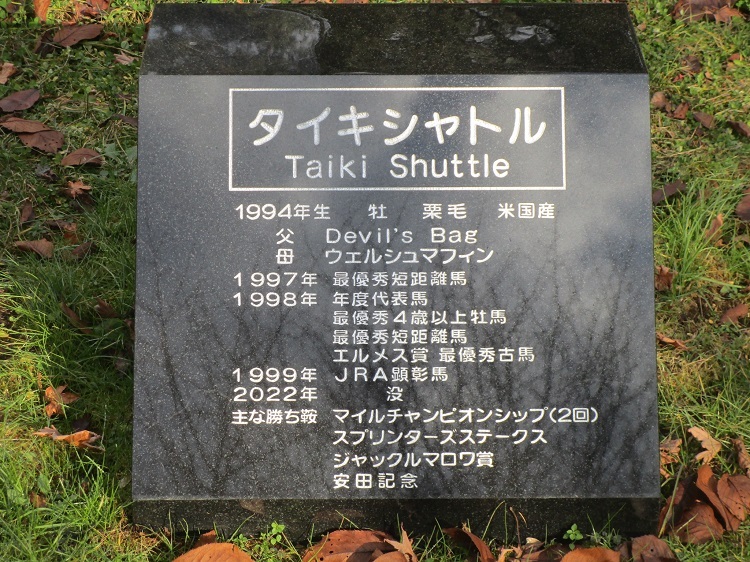 タイキシャトル
Taiki Shuttle
1994年生 牡 栗毛 米国産
父 Devil's Bag
母 ウェルシュマフィン
1997年 最優秀短距離馬
1998年 年度代表馬
最優秀4歳以上牡馬
最優秀短距離馬
エルメス賞 最優秀古馬
1999年 JRA顕彰馬
2022年 没
主な勝ち鞍 マイルチャンピオンシップ(2回)
スプリンターズステークス
ジャックルマロワ賞
安田記念